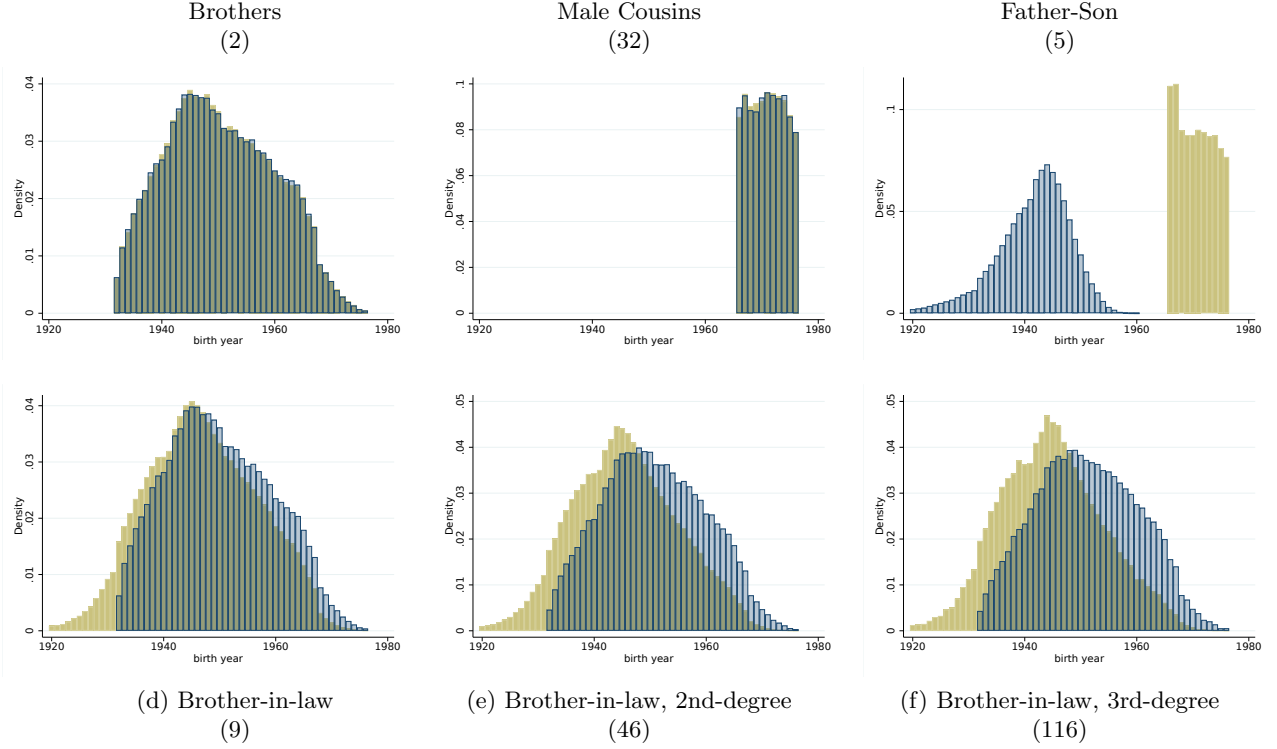 Brothers
(2)
Male Cousins
(32)
Father-Son
(5)
Density
0 .01 .02 .03 .04
1920 1940 1960 1980
birth year
Density
0 .02 .04 .06 .08 .1
1920 1940 1960 1980
birth year
Density
0 .05 .1
1920 1940 1960 1980
birth year
Density
0 .01 .02 .03 .04
1920 1940 1960 1980
birth year
Density
0 .01 .02 .03 .04 .05
1920 1940 1960 1980
birth year
Density
0 .01 .02 .03 .04 .05
1920 1940 1960 1980
birth year
(d) Brother-in-law
(9)
(e) Brother-in-law, 2nd-degree
(46)
(f) Brother-in-law, 3rd-degree
(116)